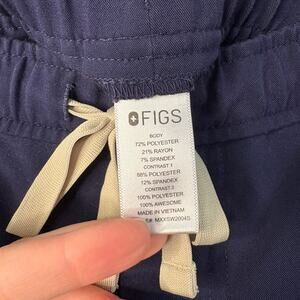 FIGS
BODY
72% POLYESTER
21% RAYON
7% SPANDEX
CONTRAST 1
88% POLYESTER
12% SPANDEX
CONTRAST 2
100% POLYESTER
100% AWESOME
MADE IN VIETNAM
S# MXXSW2004S